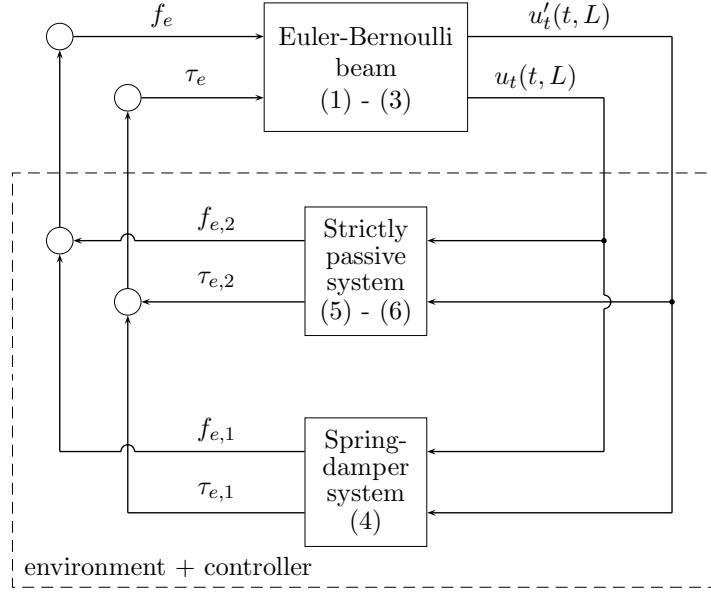 f_e
Euler-Bernoulli
beam
(1) - (3)
u_t'(t, L)
τ_e
u_t(t, L)
f_{e,2}
Strictly
passive
system
(5) - (6)
τ_{e,2}
f_{e,1}
Spring-
damper
system
(4)
τ_{e,1}
environment + controller